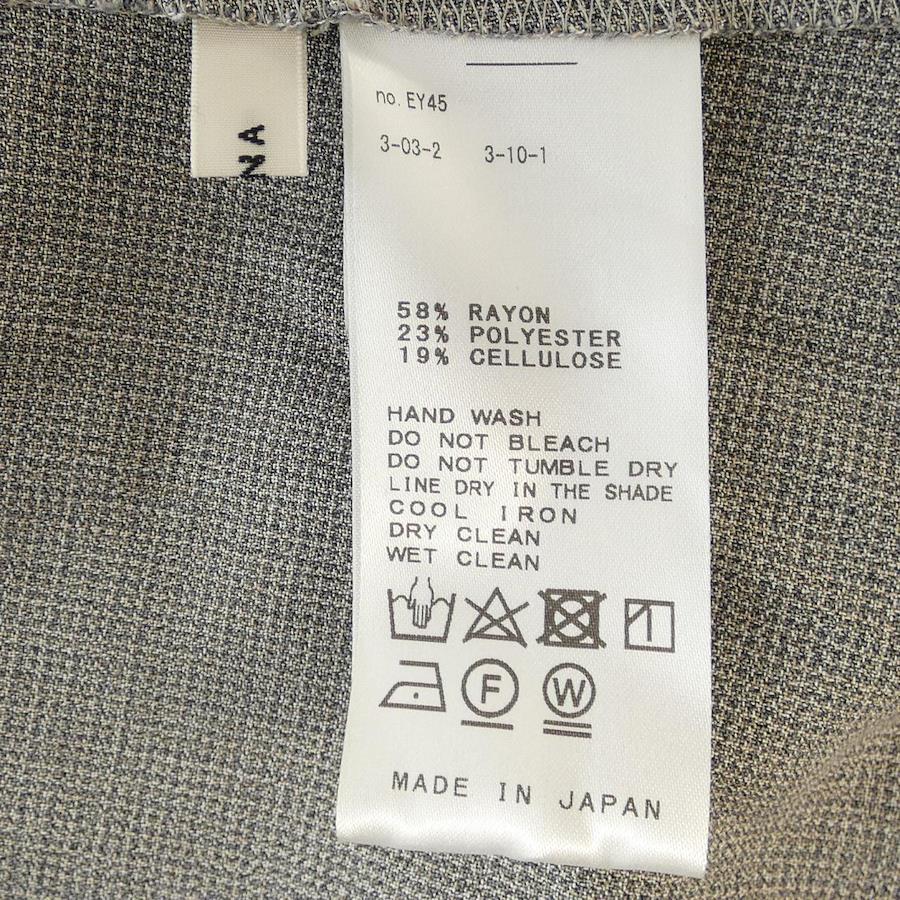 NA
no. EY45
3-03-2 3-10-1
58% RAYON
23% POLYESTER
19% CELLULOSE
HAND WASH
DO NOT BLEACH
DO NOT TUMBLE DRY
LINE DRY IN THE SHADE
COOL IRON
DRY CLEAN
WET CLEAN
F W
MADE IN JAPAN